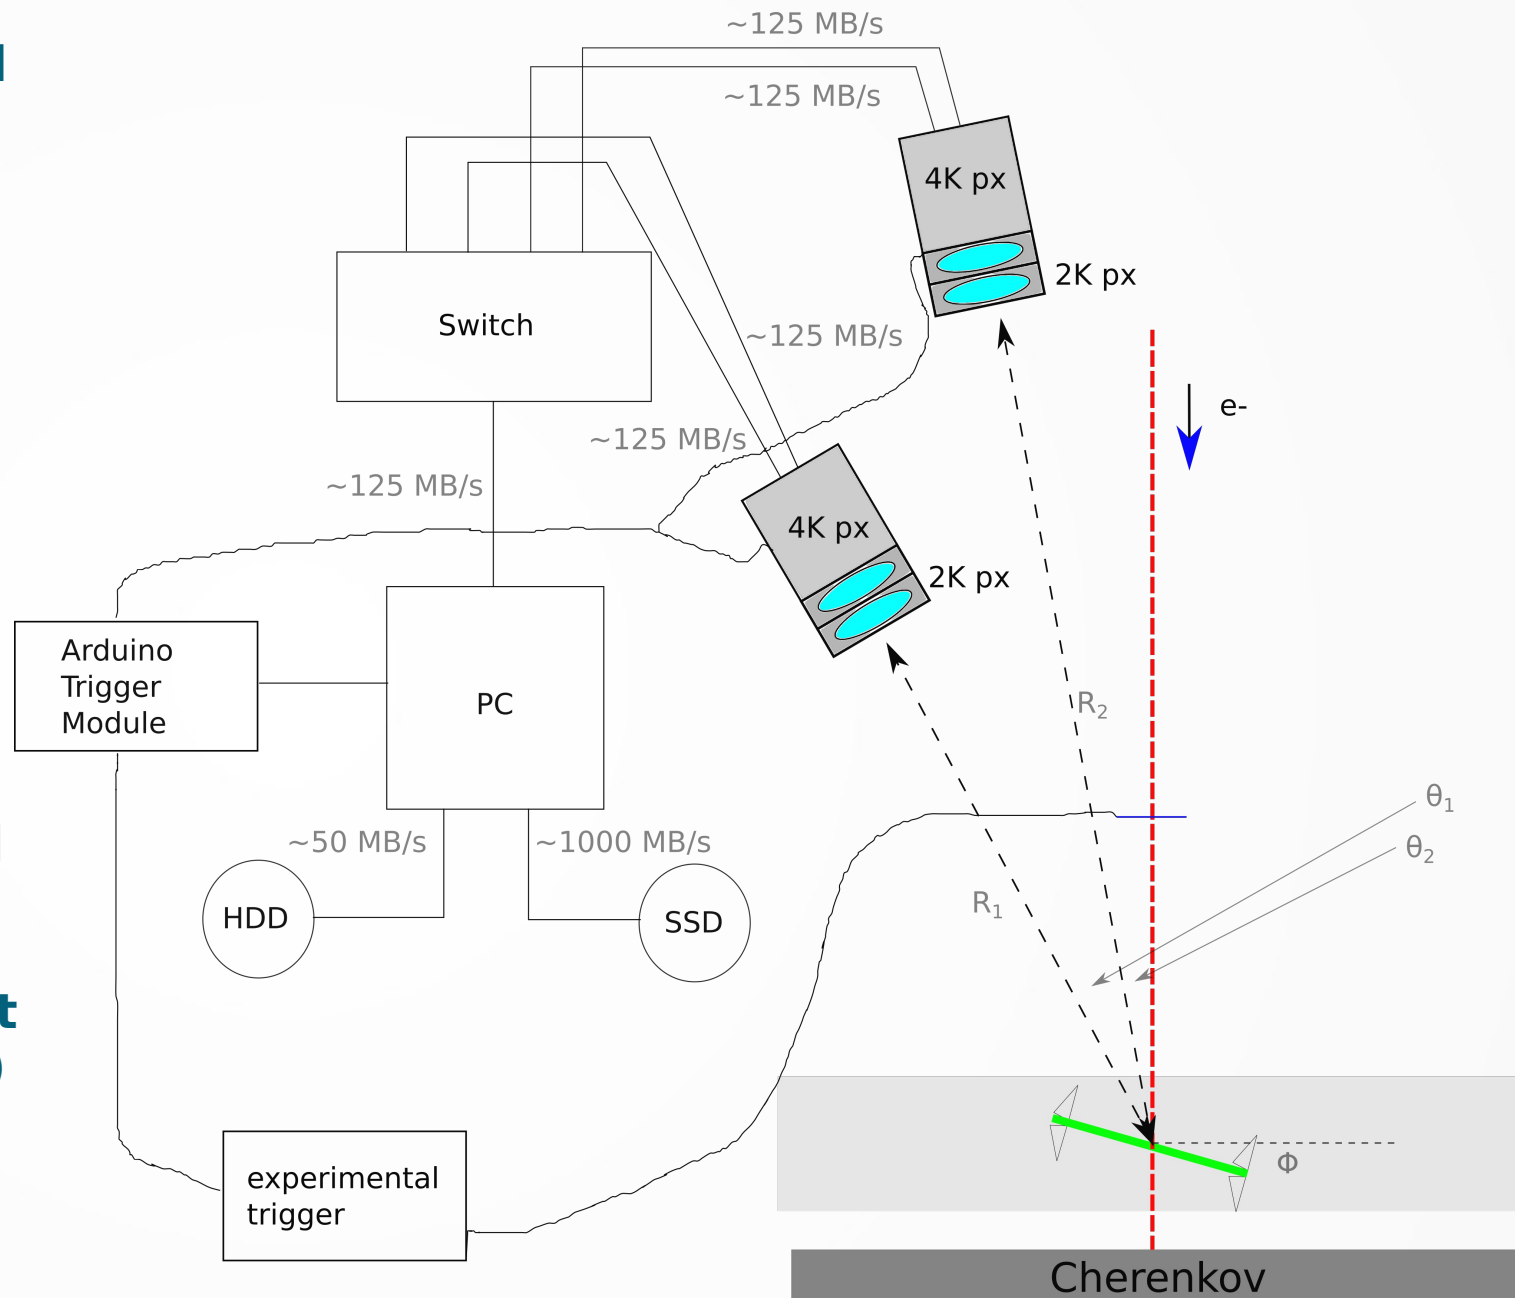 ~125 MB/s
~125 MB/s
4K px
2K px
Switch
~125 MB/s
e-
~125 MB/s
~125 MB/s
4K px
2K px
Arduino
Trigger
Module
PC
R₂
θ₁
~50 MB/s
~1000 MB/s
θ₂
R₁
HDD
SSD
t
)
Φ
experimental
trigger
Cherenkov